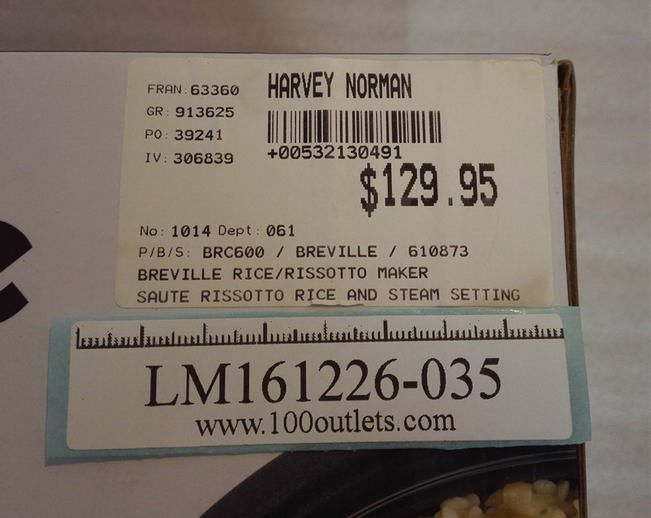 FRAN: 63360 HARVEY NORMAN
GR: 913625
PO: 39241
IV: 306839 +00532130491
$129.95
No: 1014 Dept: 061
P/B/S: BRC600 / BREVILLE / 610873
BREVILLE RICE/RISSOTTO MAKER
SAUTE RISSOTTO RICE AND STEAM SETTING
LM161226-035
www.100outlets.com